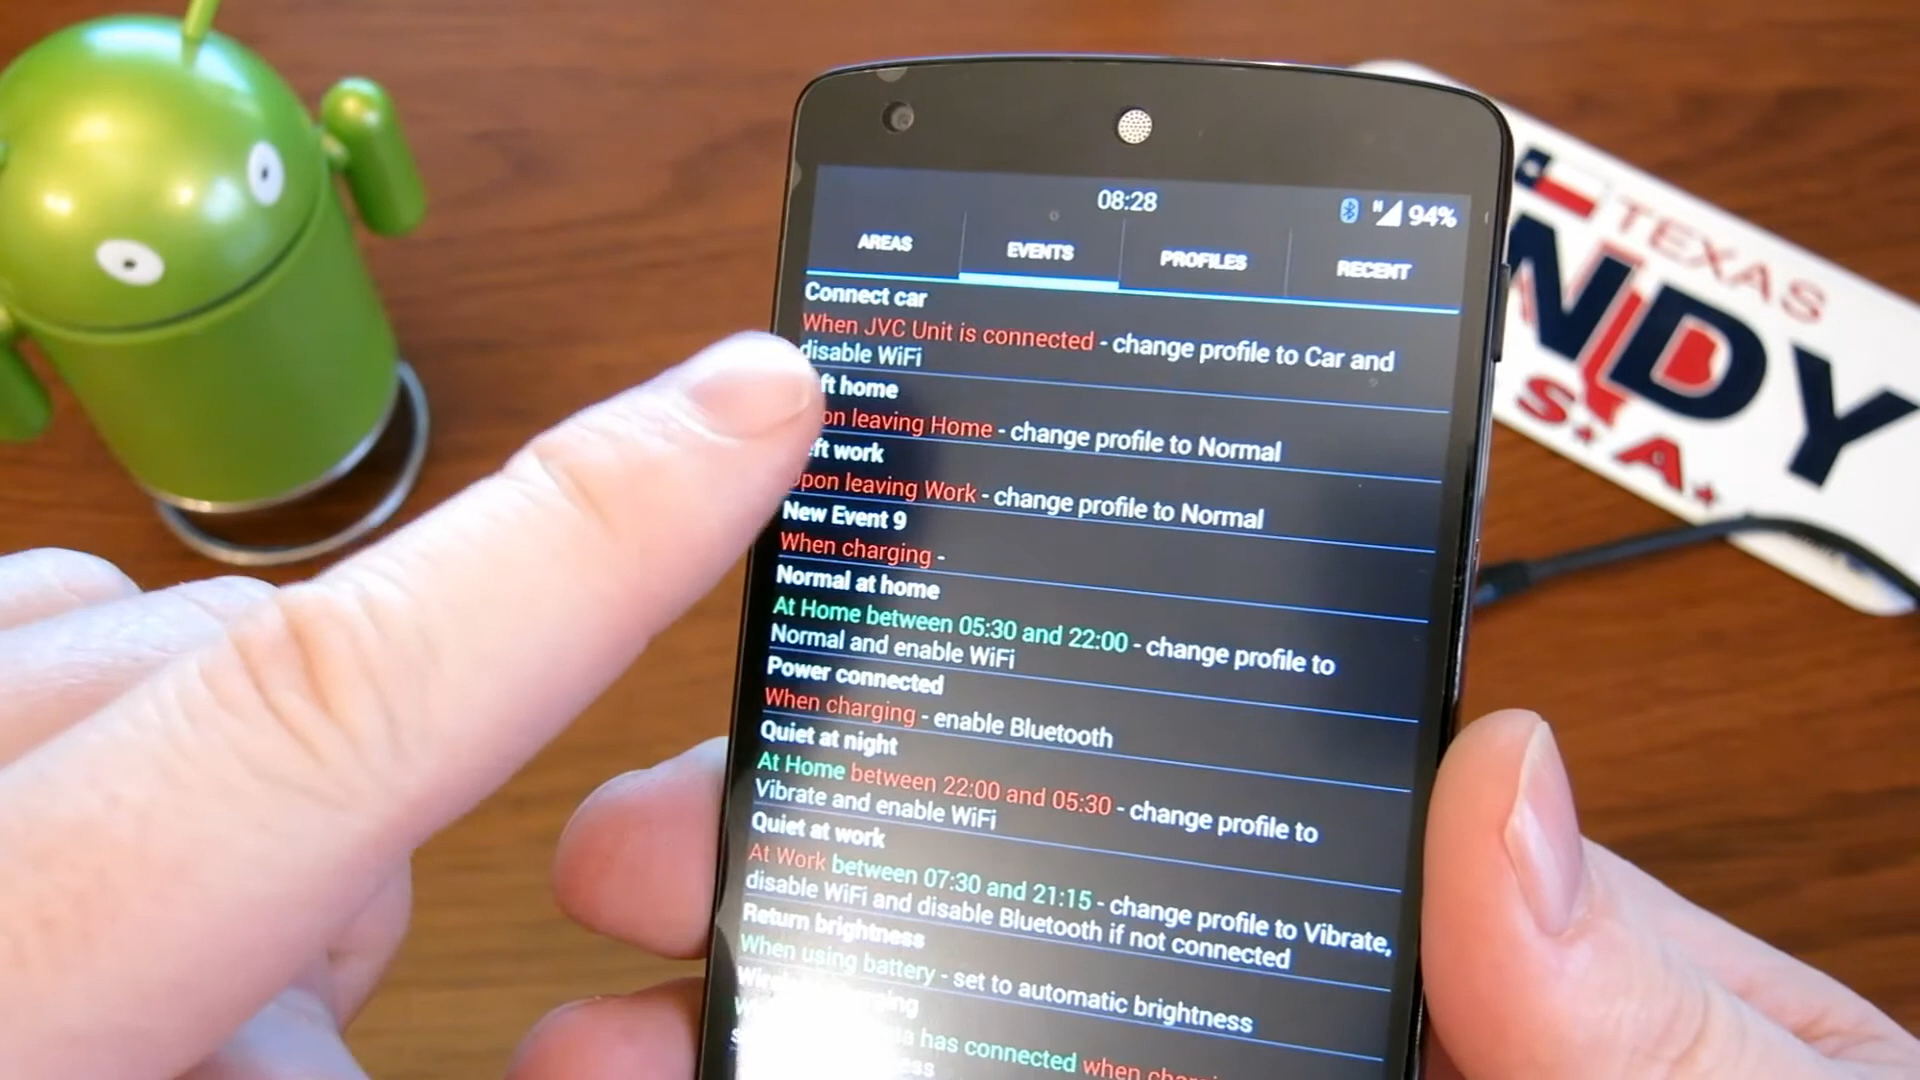 08:28
94%
AREAS
EVENTS
PROFILES
RECENT
Connect car
When JVC Unit is connected - change profile to Car and
disable WiFi
ft home
on leaving Home - change profile to Normal
ft work
pon leaving Work - change profile to Normal
New Event 9
When charging -
Normal at home
At Home between 05:30 and 22:00 - change profile to
Normal and enable WiFi
Power connected
When charging - enable Bluetooth
Quiet at night
At Home between 22:00 and 05:30 - change profile to
Vibrate and enable WiFi
Quiet at work
At Work between 07:30 and 21:15 - change profile to Vibrate,
disable WiFi and disable Bluetooth if not connected
Return brightness
When using battery - set to automatic brightness
has connected when
TEXAS
NDY
S.A.